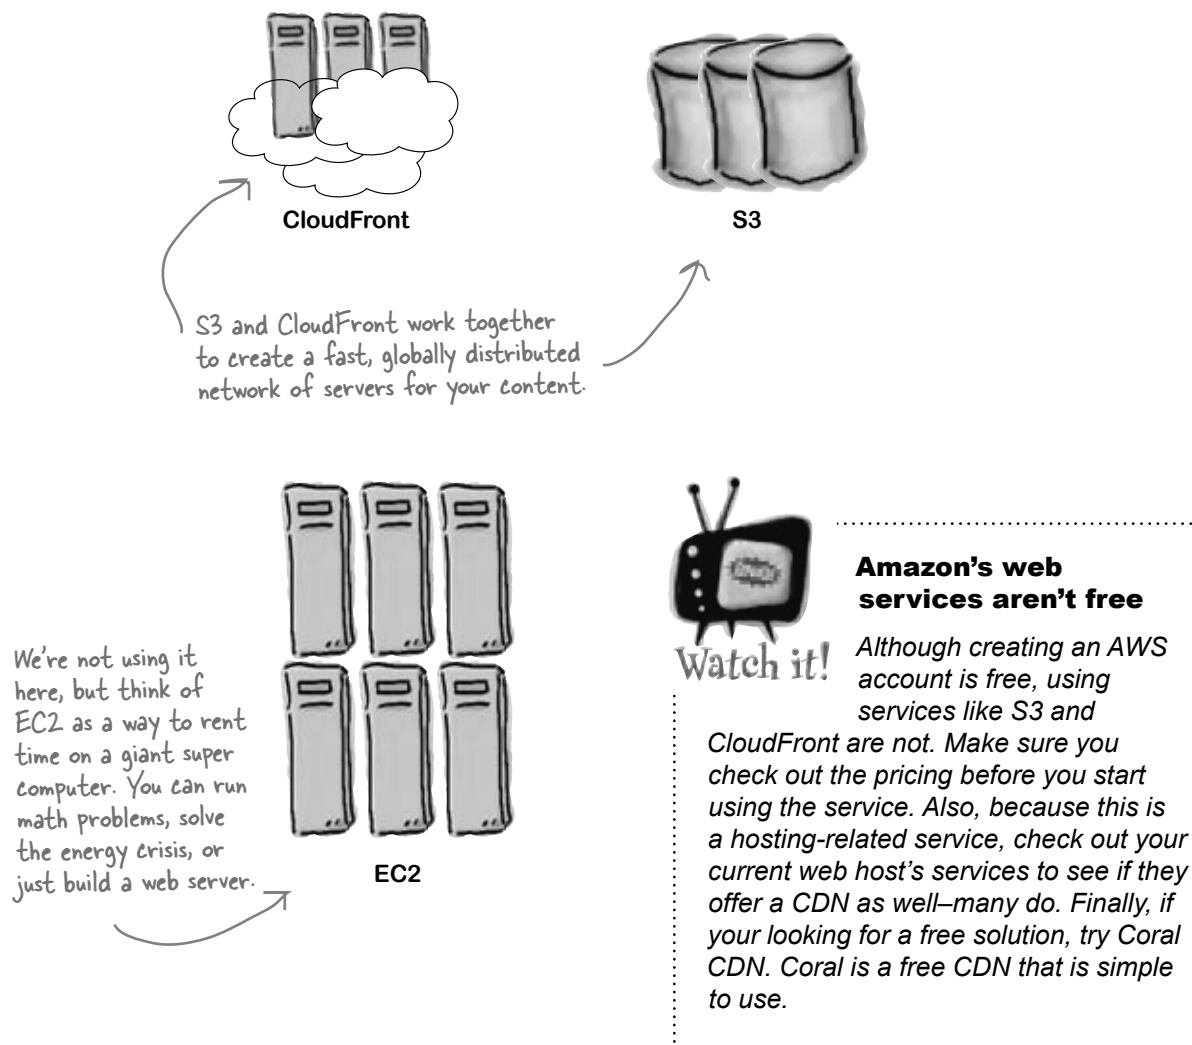 CloudFront
S3
S3 and CloudFront work together
to create a fast, globally distributed
network of servers for your content.
We're not using it
here, but think of
EC2 as a way to rent
time on a giant super
computer. You can run
math problems, solve
the energy crisis, or
just build a web server.
EC2
Watch it!
Amazon's web
services aren't free
Although creating an AWS
account is free, using
services like S3 and
CloudFront are not. Make sure you
check out the pricing before you start
using the service. Also, because this is
a hosting-related service, check out your
current web host's services to see if they
offer a CDN as well–many do. Finally, if
your looking for a free solution, try Coral
CDN. Coral is a free CDN that is simple
to use.